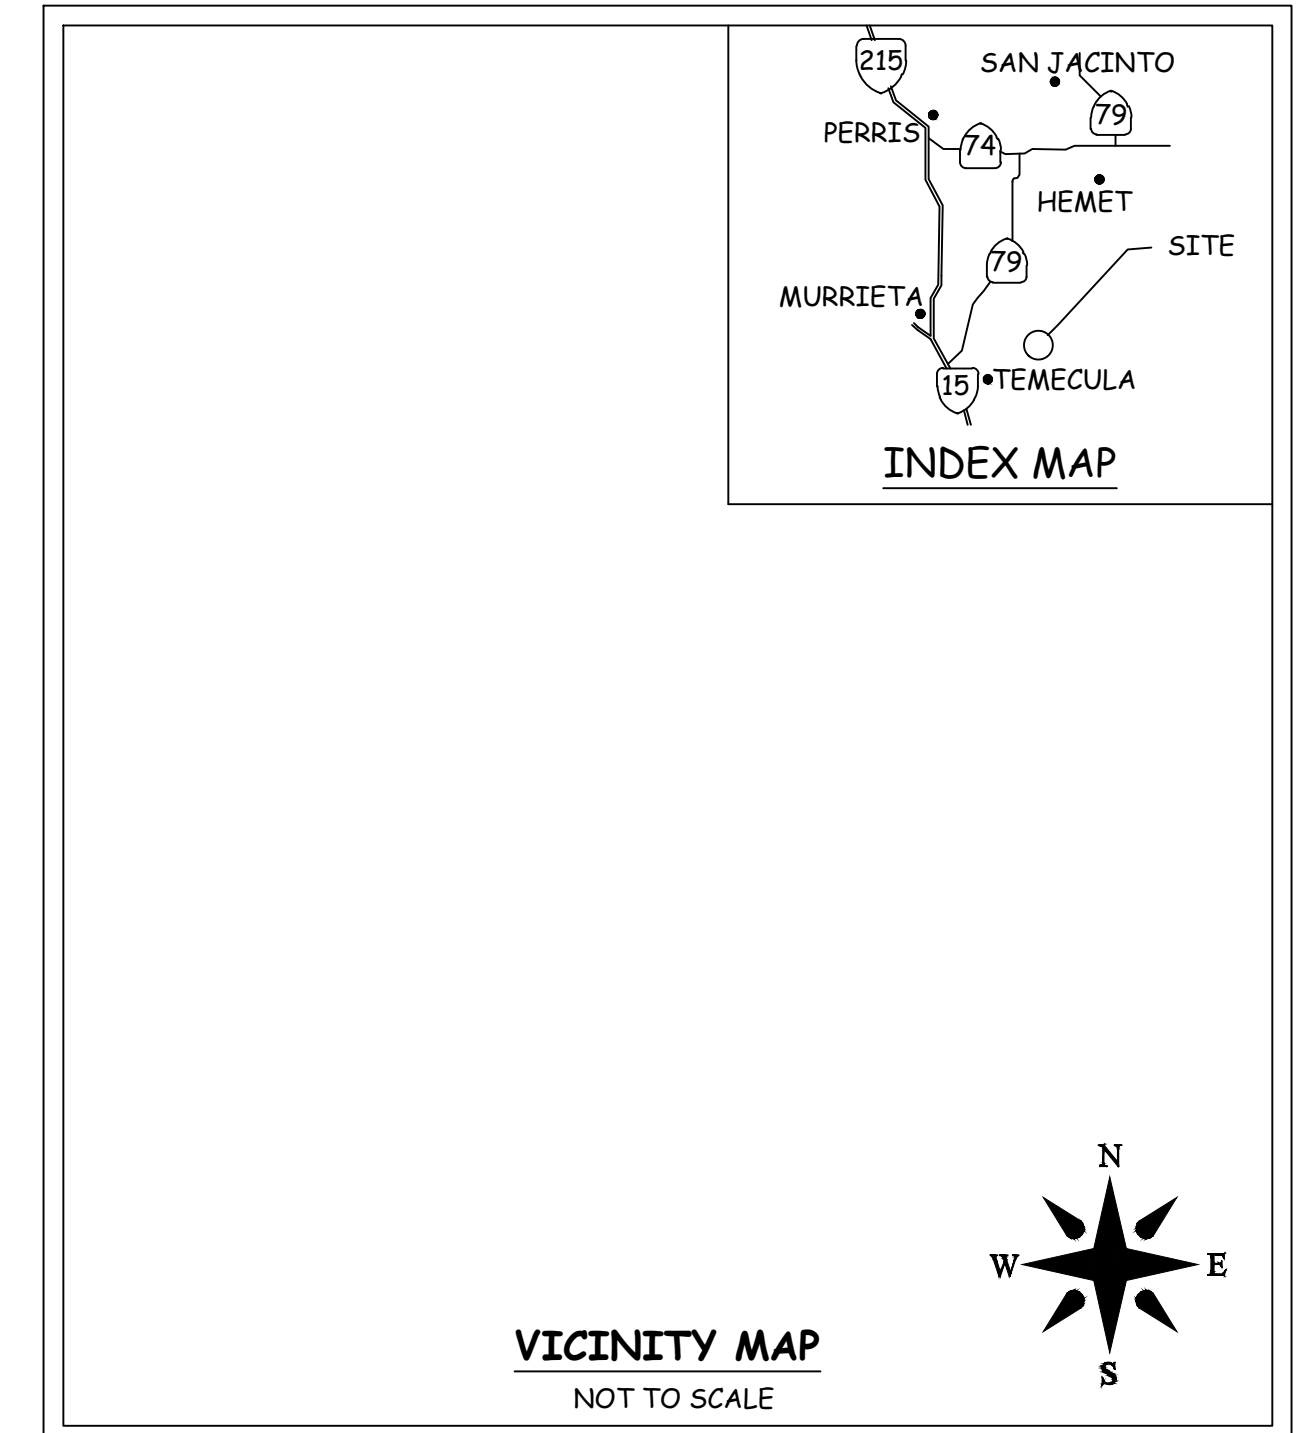 215
SAN JACINTO
79
PERRIS
74
HEMET
SITE
79
MURRIETA
15
TEMECULA
INDEX MAP
N
W
E
S
VICINITY MAP
NOT TO SCALE